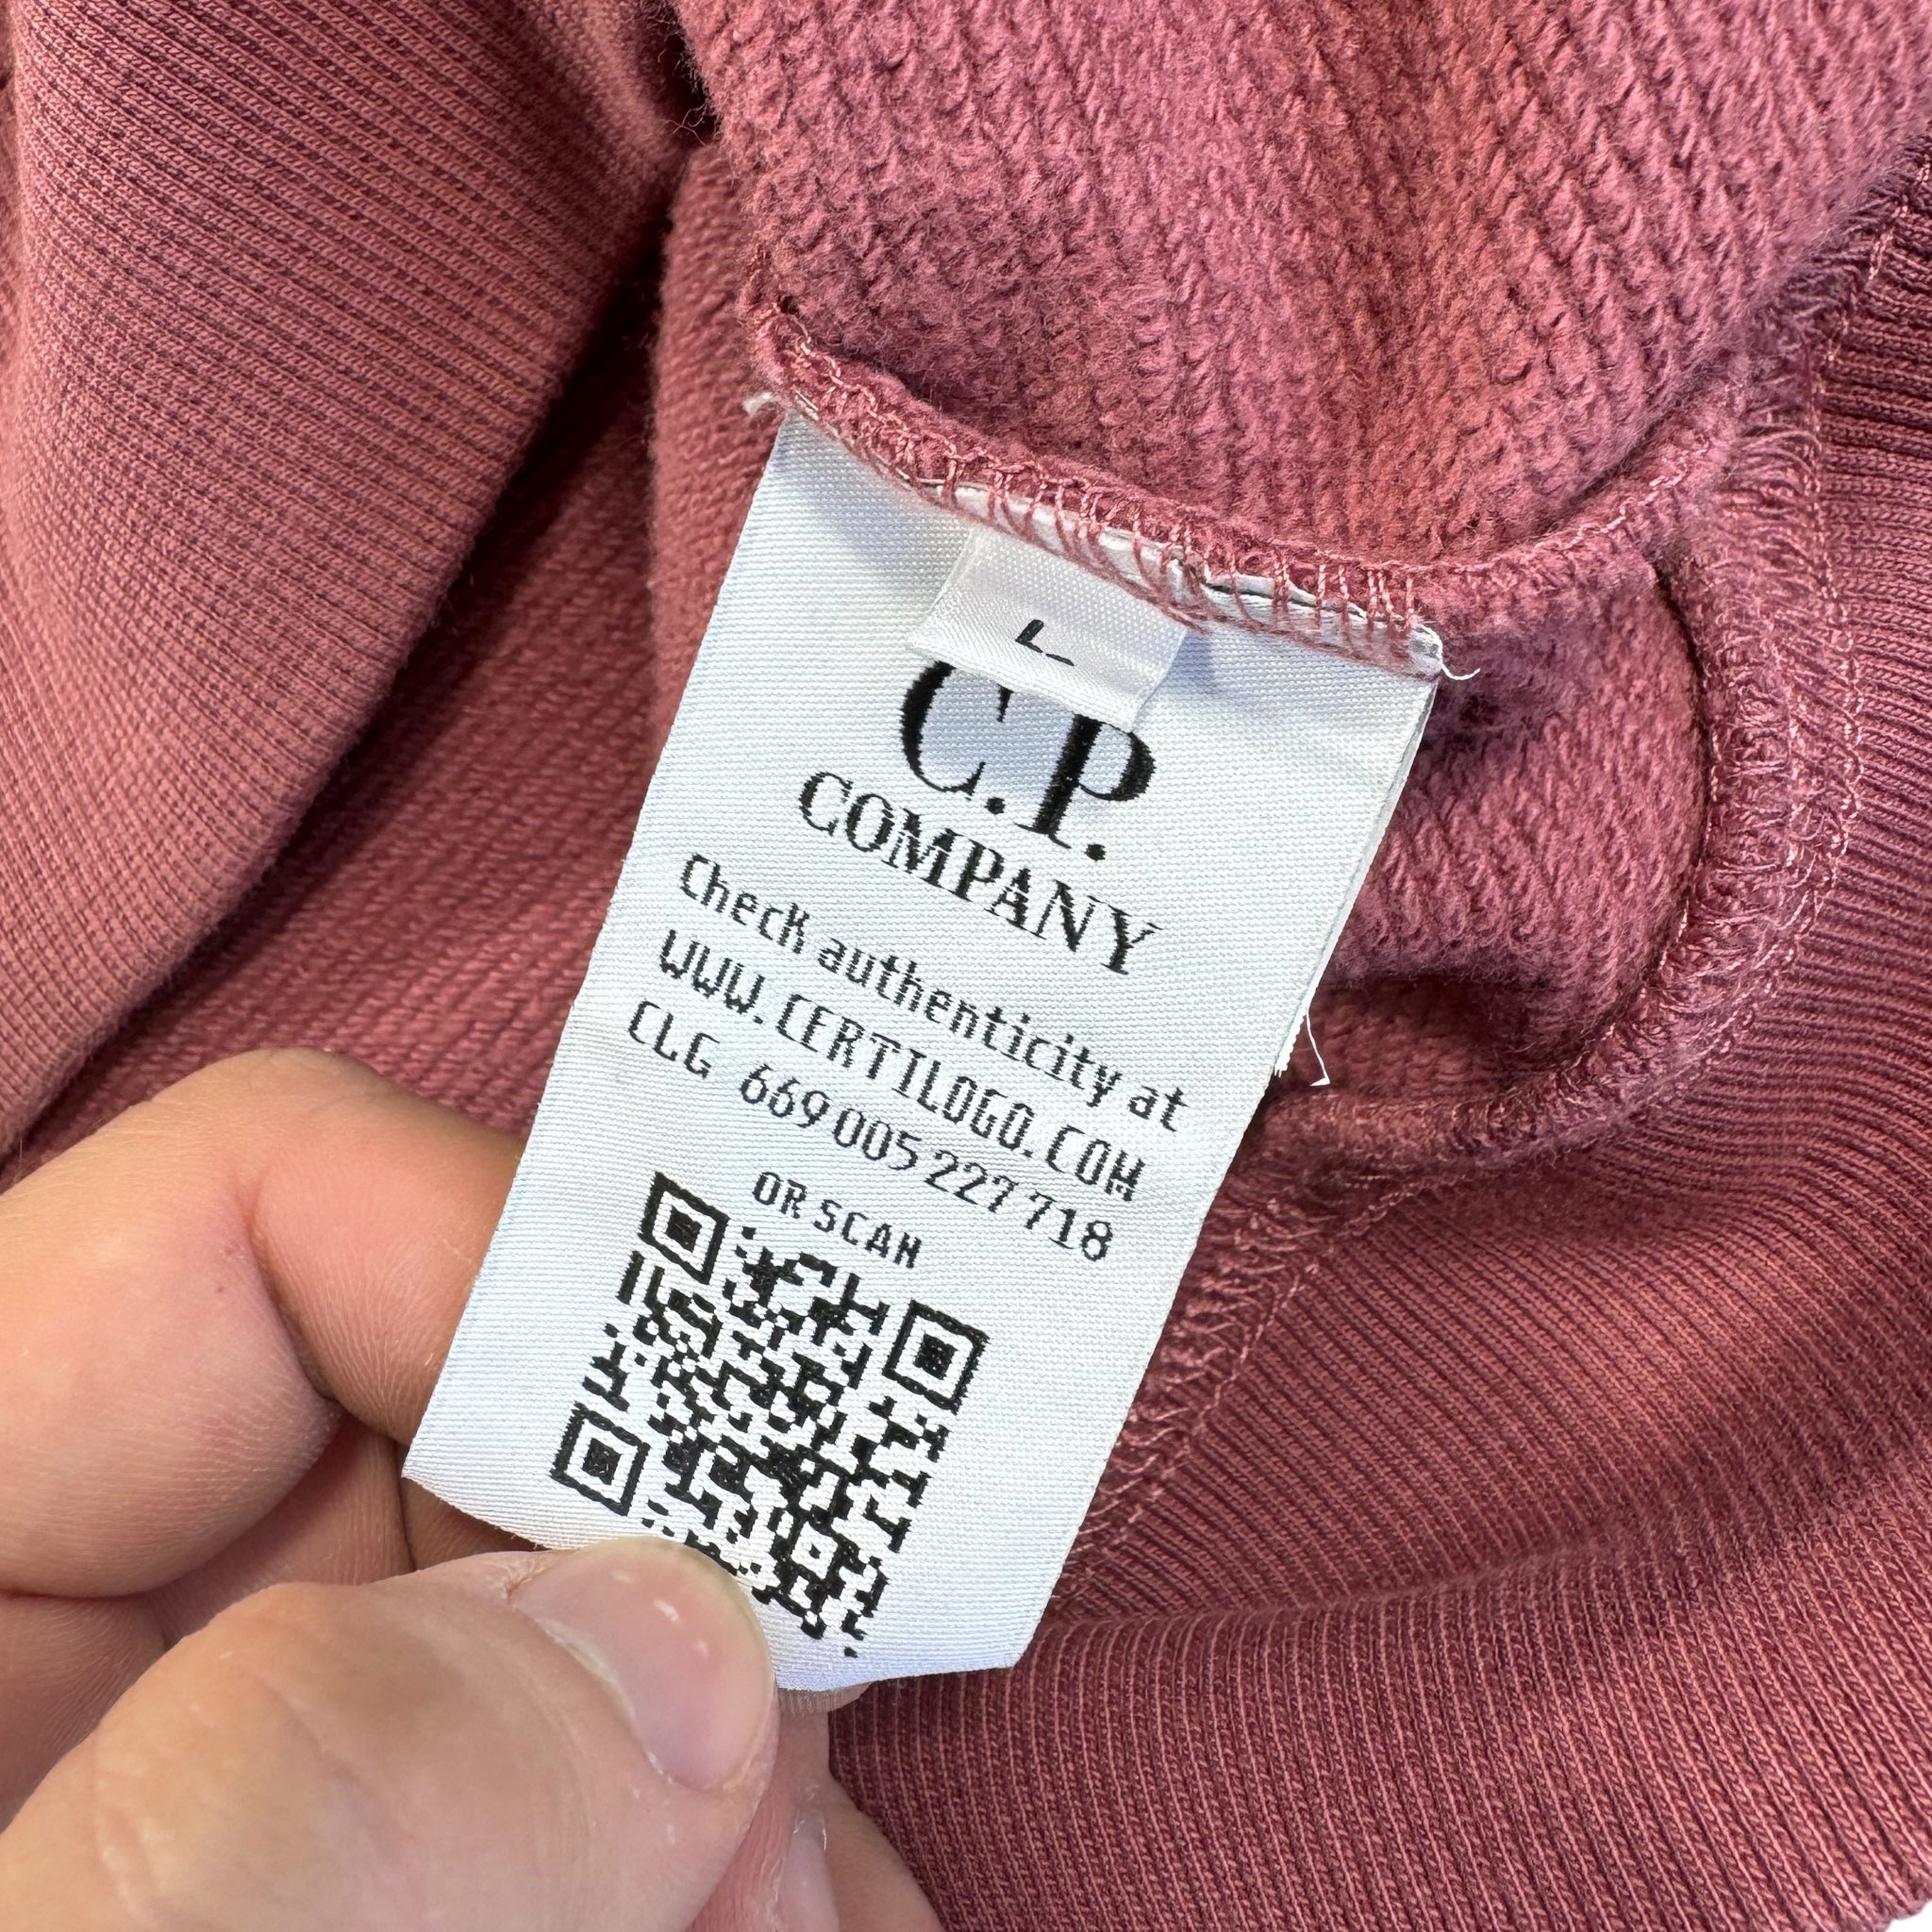 L
C.P.
COMPANY
Check authenticity at
WWW.CERTILOGO.COM
CLG 669 005 227 718
OR SCAN